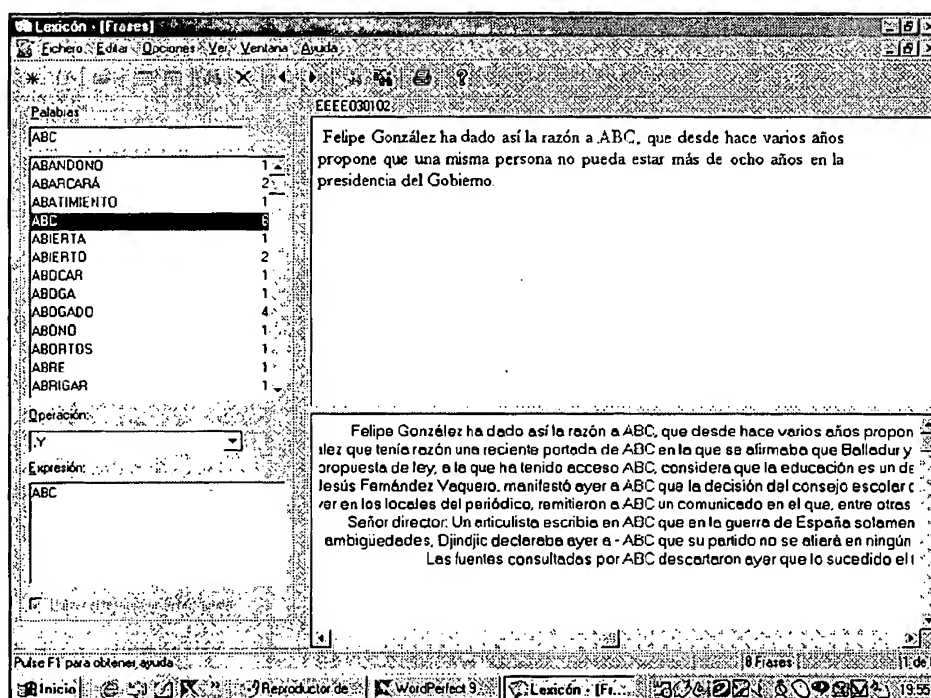 Lexicón - [Frases]
Fichero Editar Opciones Ver Ventana Ayuda
Palabras
ABC
ABANDONO 1
ABARCARÁ 2
ABATIMIENTO 1
ABC 6
ABIERTA 1
ABIERTO 2
ABOCAR 1
ABOGA 1
ABOGADO 4
ABONO 1
ABORTOS 1
ABRE 1
ABRIGAR 1
Operación:
Y
Expresión:
ABC
EEEE030102
Felipe González ha dado así la razón a ABC, que desde hace varios años
propone que una misma persona no pueda estar más de ocho años en la
presidencia del Gobierno.
Felipe González ha dado así la razón a ABC, que desde hace varios años propon
lez que tenía razón una reciente portada de ABC en la que se afirmaba que Balladur y
propuesta de ley, a la que ha tenido acceso ABC, considera que la educación es un de
Jesús Fernández Vaquero, manifestó ayer a ABC que la decisión del consejo escolar c
er en los locales del periódico, remitieron a ABC un comunicado en el que, entre otras
Señor director: Un articulista escribía en ABC que en la guerra de España solamen
ambigüedades, Djindjic declaraba ayer a - ABC que su partido no se aliará en ningún
Las fuentes consultadas por ABC descartaron ayer que lo sucedido el
Pulse F1 para obtener ayuda
8 Frases
1 de
Inicio
Reproductor de
WordPerfect 9
Lexicón - [Fr...
19:55